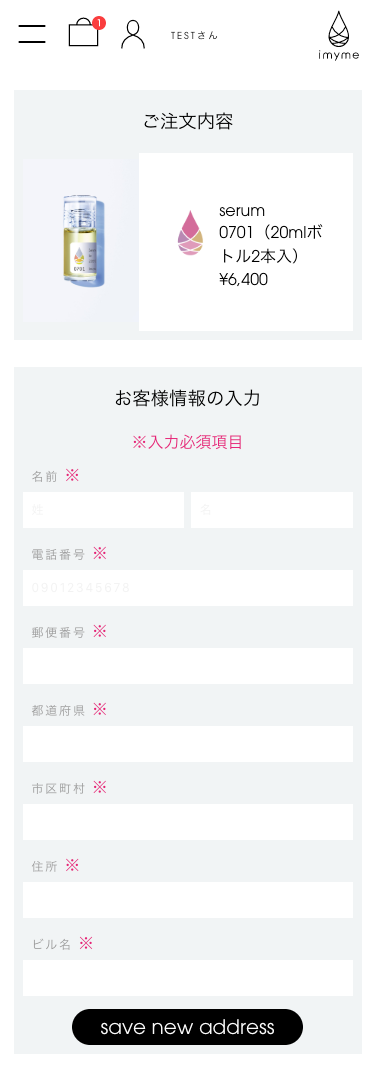 1
TESTさん
imyme
ご注文内容
0701
serum
0701（20mlボ
トル2本入）
¥6,400
お客様情報の入力
※入力必須項目
名前 ※
姓 名
電話番号 ※
09012345678
郵便番号 ※
都道府県 ※
市区町村 ※
住所 ※
ビル名 ※
save new address